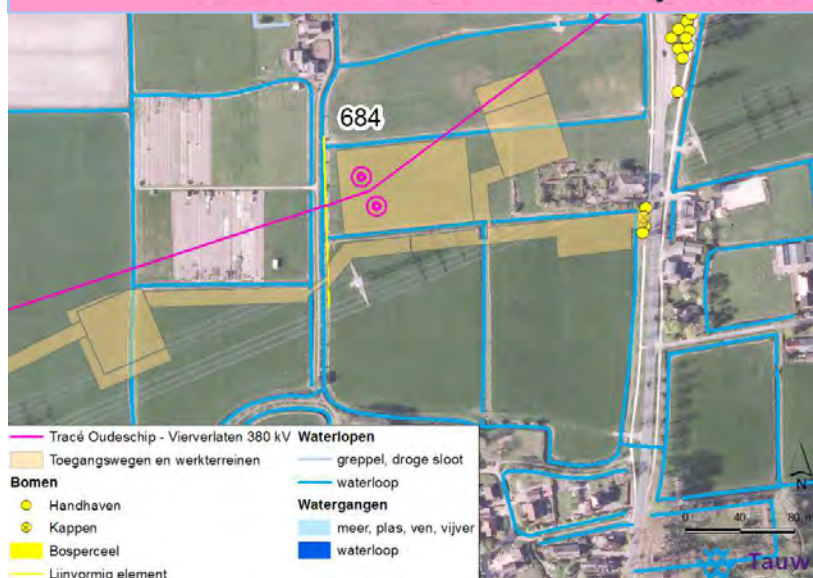 684
Tracé Oudeschip - Vierverlaten 380 kV
Toegangswegen en werkterreinen
Bomen
Handhaven
Kappen
Bosperceel
Lijnvormig element
Waterlopen
greppel, droge sloot
waterloop
Watergangen
meer, plas, ven, vijver
waterloop
N
0 40 80 m
Tauw